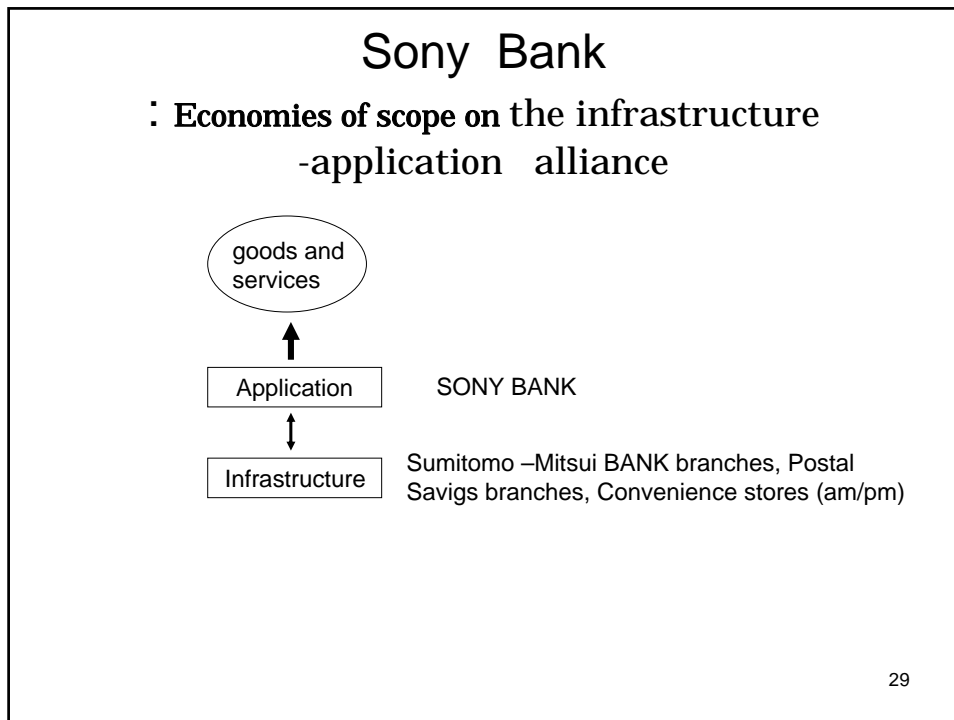 Sony Bank
: Economies of scope on the infrastructure
-application alliance
goods and
services
Application
SONY BANK
Infrastructure
Sumitomo –Mitsui BANK branches, Postal
Savigs branches, Convenience stores (am/pm)
29